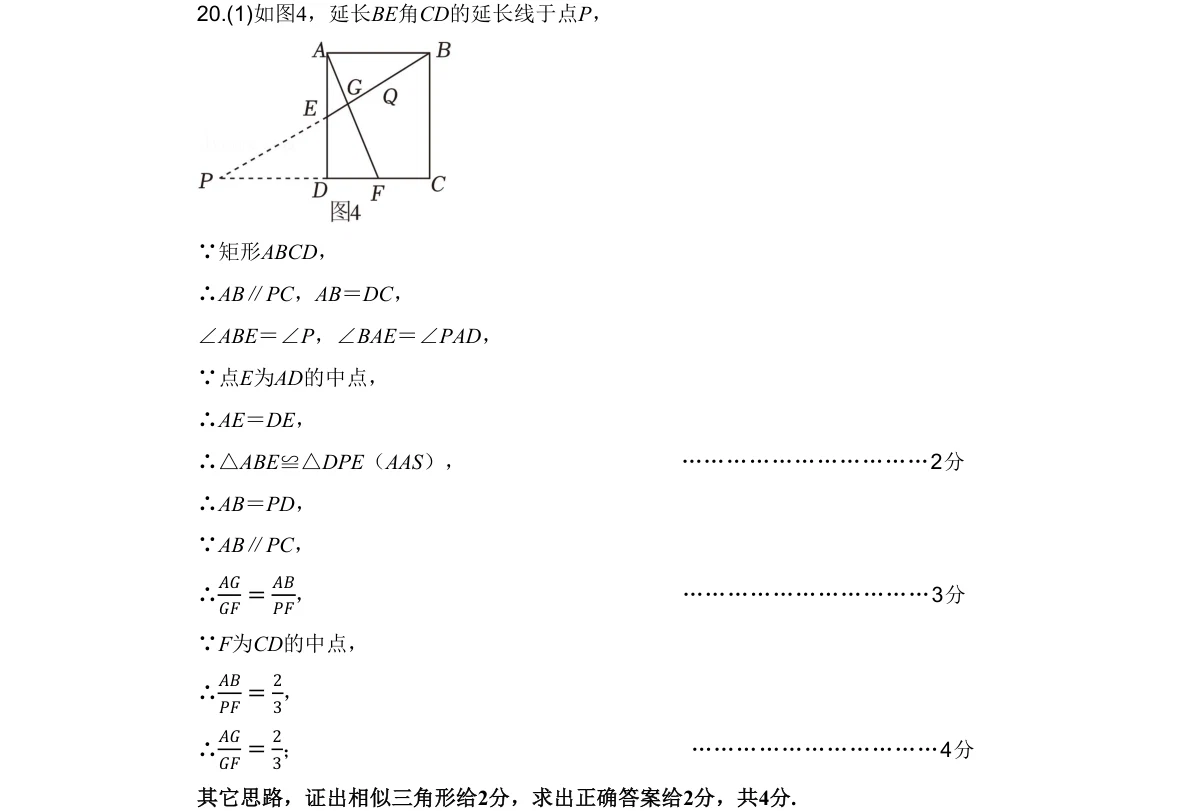 20.(1)如图4，延长BE角CD的延长线于点P，
A B
G Q
E
P D F C
图4
∵矩形ABCD，
∴AB∥PC，AB＝DC，
∠ABE＝∠P，∠BAE＝∠PAD，
∵点E为AD的中点，
∴AE＝DE，
∴△ABE≌△DPE（AAS）， ……………………………2分
∴AB＝PD，
∵AB∥PC，
∴AG/GF＝AB/PF， ……………………………3分
∵F为CD的中点，
∴AB/PF＝2/3，
∴AG/GF＝2/3； ……………………………4分
其它思路，证出相似三角形给2分，求出正确答案给2分，共4分.